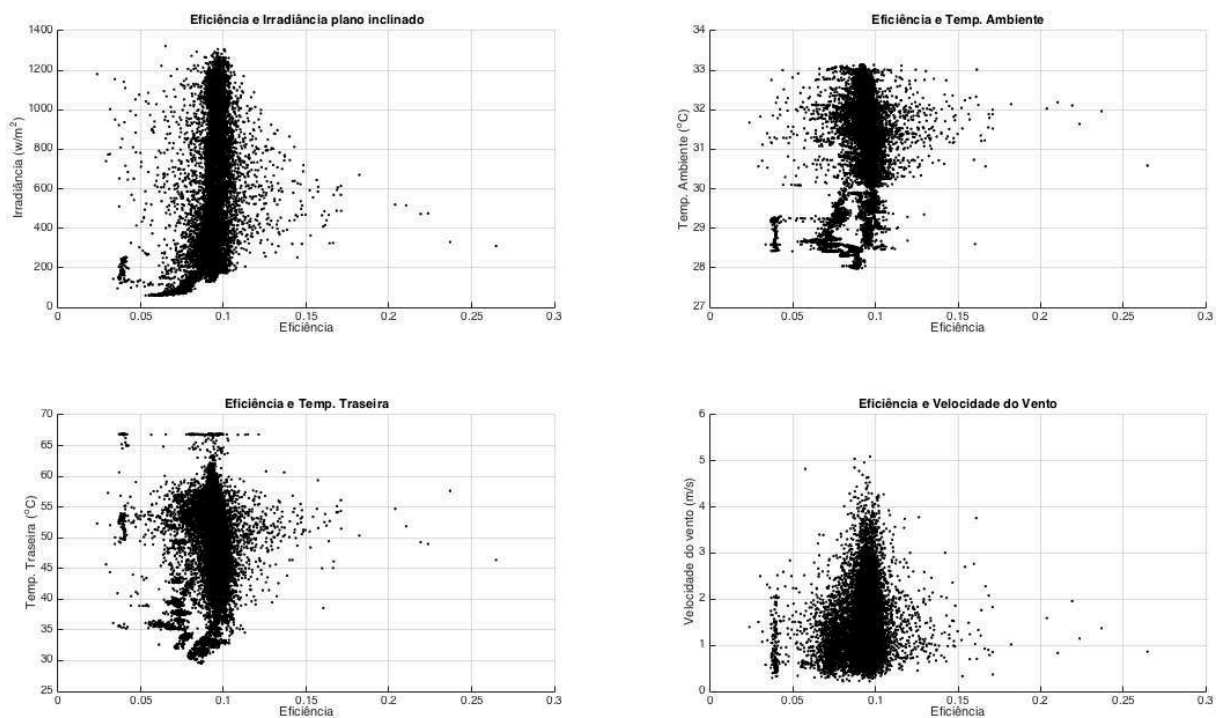 Eficiência e Irradiância plano inclinado
1400
1200
1000
800
600
400
200
0
Irradiância (w/m²)
0 0.05 0.1 0.15 0.2 0.25 0.3
Eficiência
Eficiência e Temp. Ambiente
34
33
32
31
30
29
28
27
Temp. Ambiente (°C)
0 0.05 0.1 0.15 0.2 0.25 0.3
Eficiência
Eficiência e Temp. Traseira
70
65
60
55
50
45
40
35
30
25
Temp. Traseira (°C)
0 0.05 0.1 0.15 0.2 0.25 0.3
Eficiência
Eficiência e Velocidade do Vento
6
5
4
3
2
1
0
Velocidade do vento (m/s)
0 0.05 0.1 0.15 0.2 0.25 0.3
Eficiência